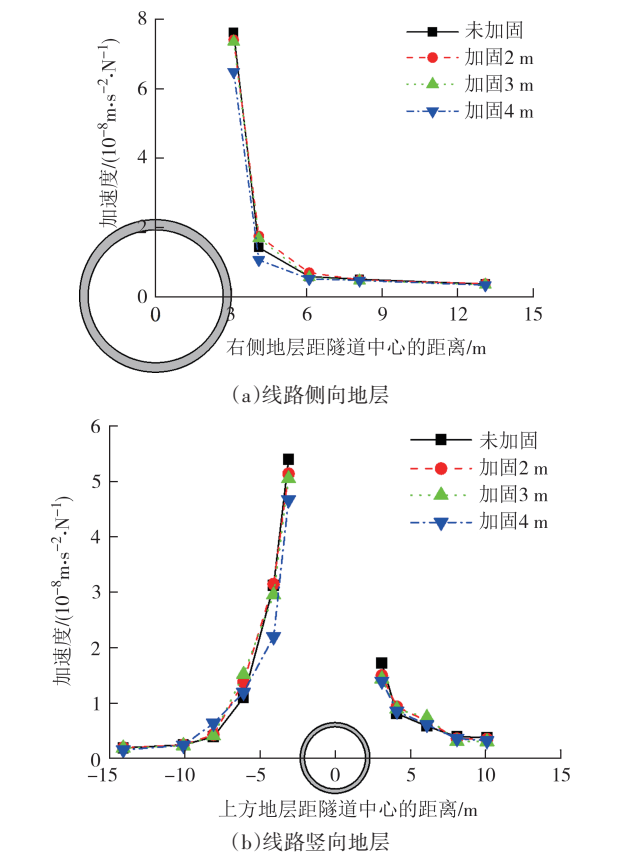 8
6
4
2
0
加速度/(10⁻⁸m·s⁻²·N⁻¹)
未加固
加固2 m
加固3 m
加固4 m
0 3 6 9 12 15
右侧地层距隧道中心的距离/m
(a)线路侧向地层
6
5
4
3
2
1
0
加速度/(10⁻⁸m·s⁻²·N⁻¹)
未加固
加固2 m
加固3 m
加固4 m
−15 −10 −5 0 5 10 15
上方地层距隧道中心的距离/m
(b)线路竖向地层